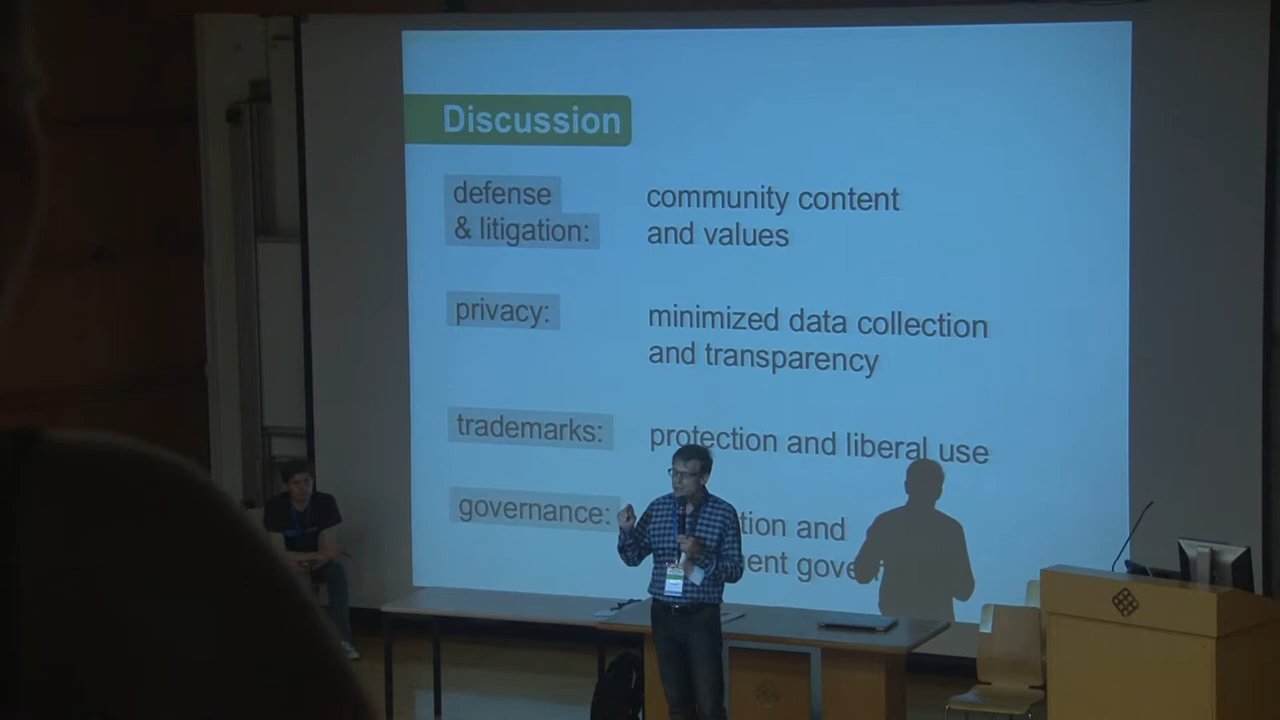 Discussion
defense
& litigation:
community content
and values
privacy:
minimized data collection
and transparency
trademarks:
protection and liberal use
governance:
and